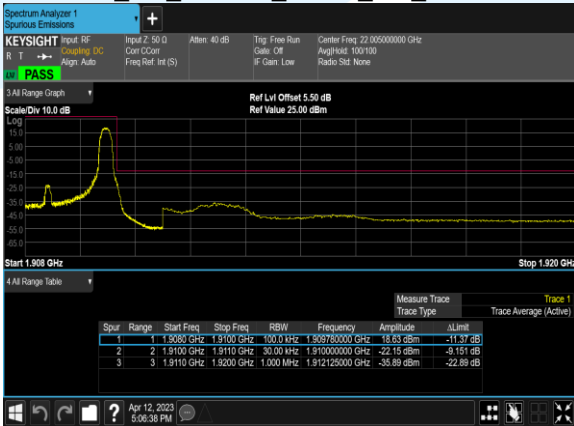 Spectrum Analyzer 1
Spurious Emissions
+
KEYSIGHT Input: RF Input Z: 50 Ω Atten: 40 dB Trig: Free Run Center Freq: 22.005000000 GHz
R T Coupling: DC Corr CCorr Gate: Off Avg|Hold: 100/100
Align: Auto Freq Ref: Int (S) IF Gain: Low Radio Std: None
PASS
3 All Range Graph
Ref Lvl Offset 5.50 dB
Scale/Div 10.0 dB Ref Value 25.00 dBm
Log
15.0
5.00
-5.00
-15.0
-25.0
-35.0
-45.0
-55.0
-65.0
Start 1.908 GHz Stop 1.920 GHz
4 All Range Table
Measure Trace Trace 1
Trace Type Trace Average (Active)
Spur Range Start Freq Stop Freq RBW Frequency Amplitude ΔLimit
1 1 1.9080 GHz 1.9100 GHz 100.0 kHz 1.909780000 GHz 18.63 dBm -11.37 dB
2 2 1.9100 GHz 1.9110 GHz 30.00 kHz 1.910000000 GHz -22.15 dBm -9.151 dB
3 3 1.9110 GHz 1.9200 GHz 1.000 MHz 1.912125000 GHz -35.89 dBm -22.89 dB
? Apr 12, 2023
5:06:38 PM